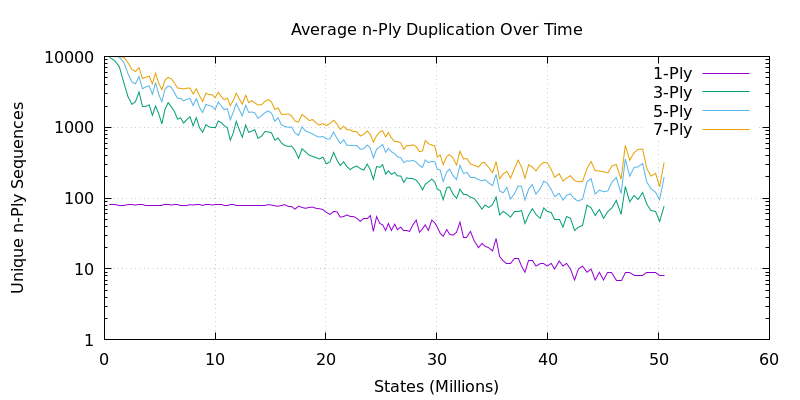 Average n-Ply Duplication Over Time
10000
1000
100
10
1
Unique n-Ply Sequences
1-Ply
3-Ply
5-Ply
7-Ply
0 10 20 30 40 50 60
States (Millions)